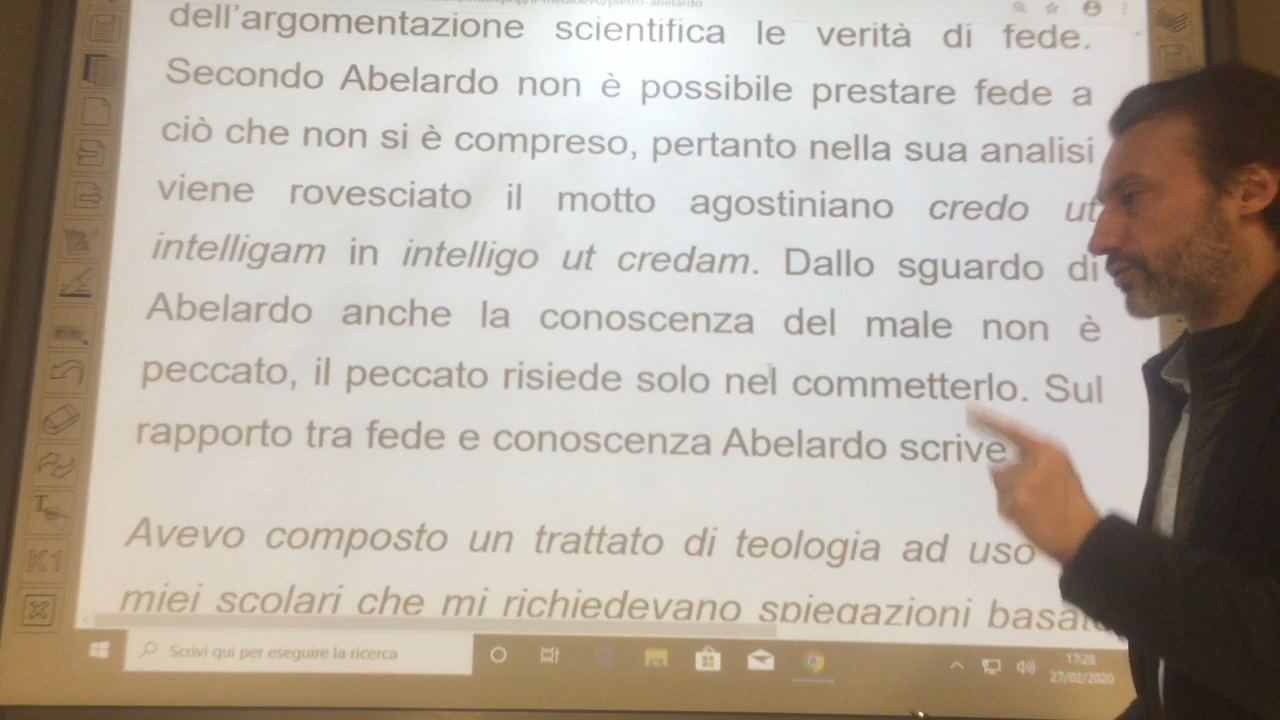 pietro-abelardo
dell'argomentazione scientifica le verità di fede.
Secondo Abelardo non è possibile prestare fede a
ciò che non si è compreso, pertanto nella sua analisi
viene rovesciato il motto agostiniano credo ut
intelligam in intelligo ut credam. Dallo sguardo di
Abelardo anche la conoscenza del male non è
peccato, il peccato risiede solo nel commetterlo. Sul
rapporto tra fede e conoscenza Abelardo scrive
Avevo composto un trattato di teologia ad uso
miei scolari che mi richiedevano spiegazioni
K1
Scrivi qui per eseguire la ricerca
17:28
27/02/2020